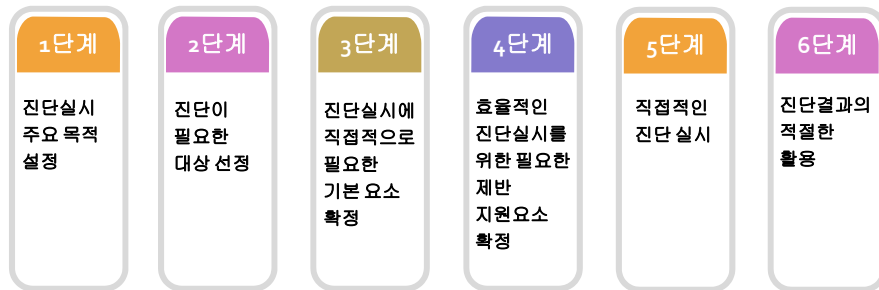 1단계
진단실시
주요 목적
설정
2단계
진단이
필요한
대상 선정
3단계
진단실시에
직접적으로
필요한
기본 요소
확정
4단계
효율적인
진단실시를
위한 필요한
제반
지원요소
확정
5단계
직접적인
진단 실시
6단계
진단결과의
적절한
활용